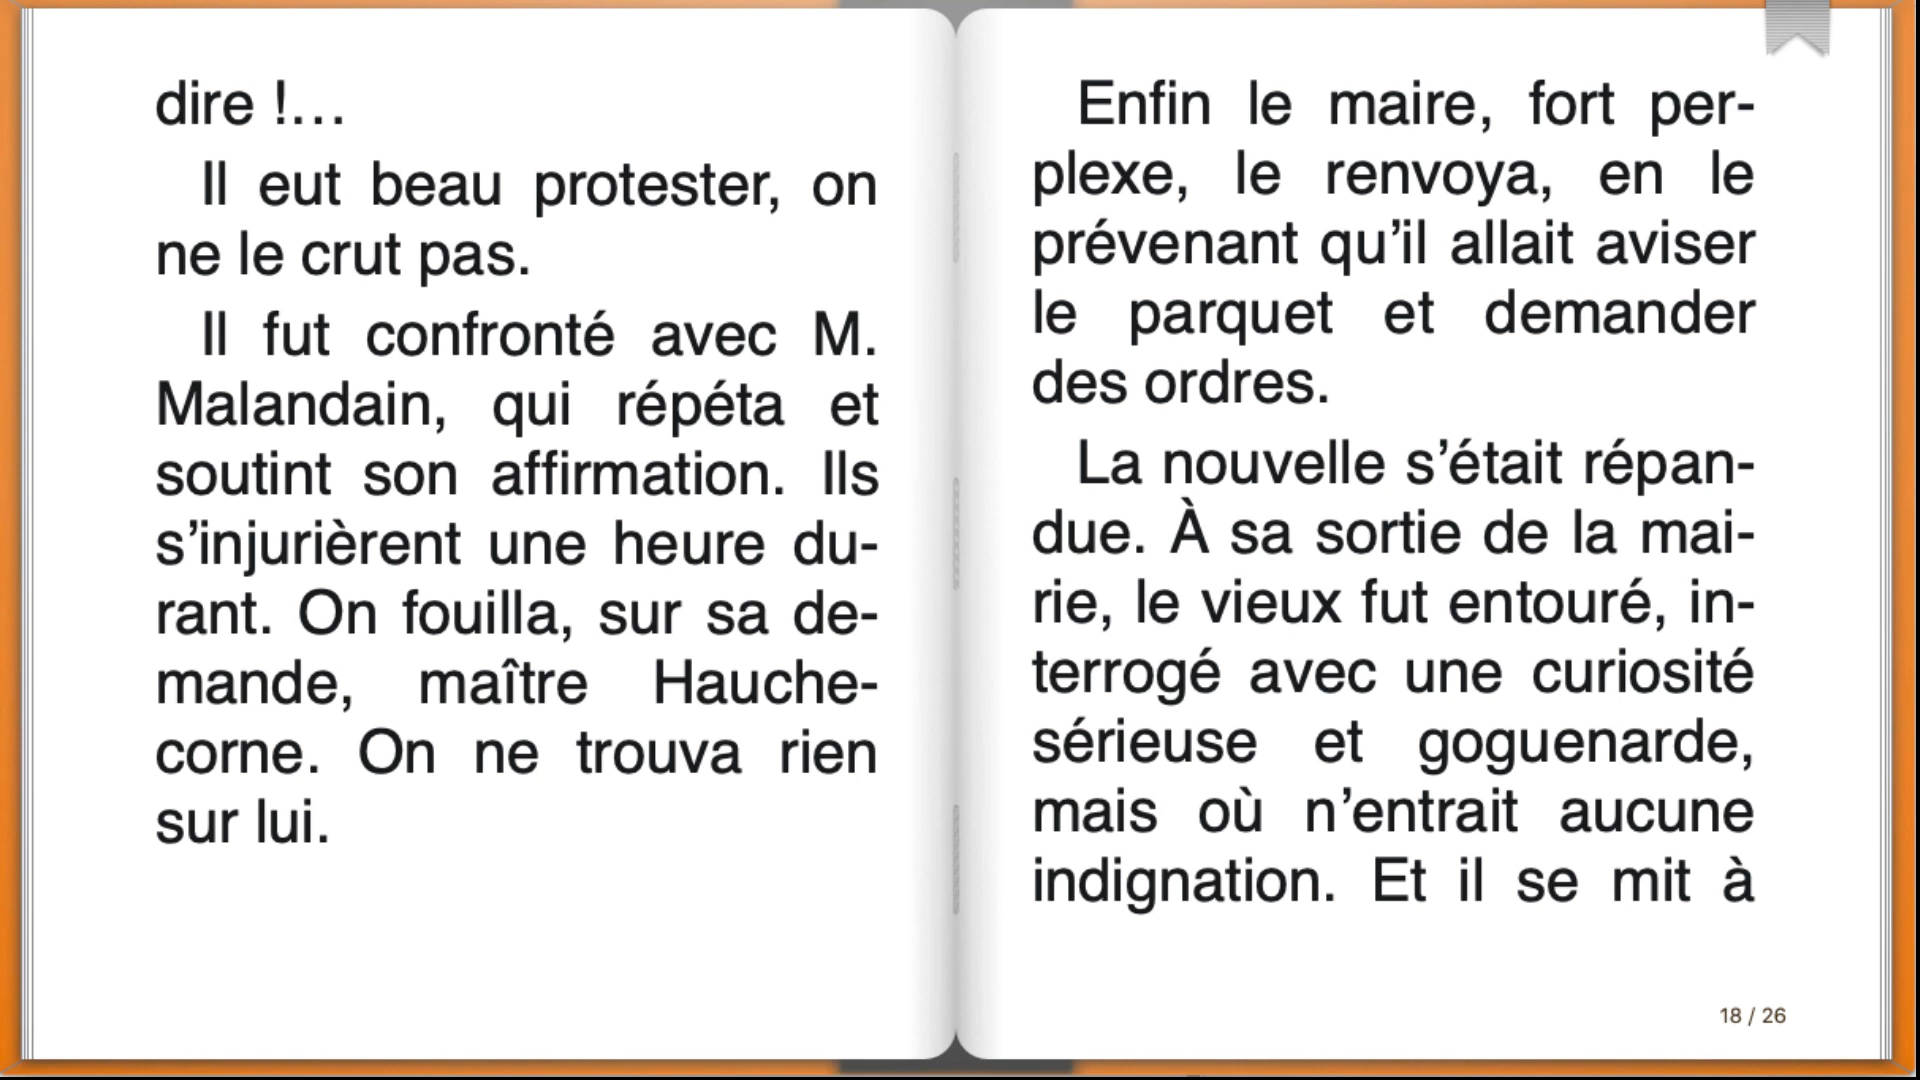 dire !…
Il eut beau protester, on
ne le crut pas.
Il fut confronté avec M.
Malandain, qui répéta et
soutint son affirmation. Ils
s’injurièrent une heure du-
rant. On fouilla, sur sa de-
mande, maître Hauche-
corne. On ne trouva rien
sur lui.
Enfin le maire, fort per-
plexe, le renvoya, en le
prévenant qu’il allait aviser
le parquet et demander
des ordres.
La nouvelle s’était répan-
due. À sa sortie de la mai-
rie, le vieux fut entouré, in-
terrogé avec une curiosité
sérieuse et goguenarde,
mais où n’entrait aucune
indignation. Et il se mit à
18 / 26